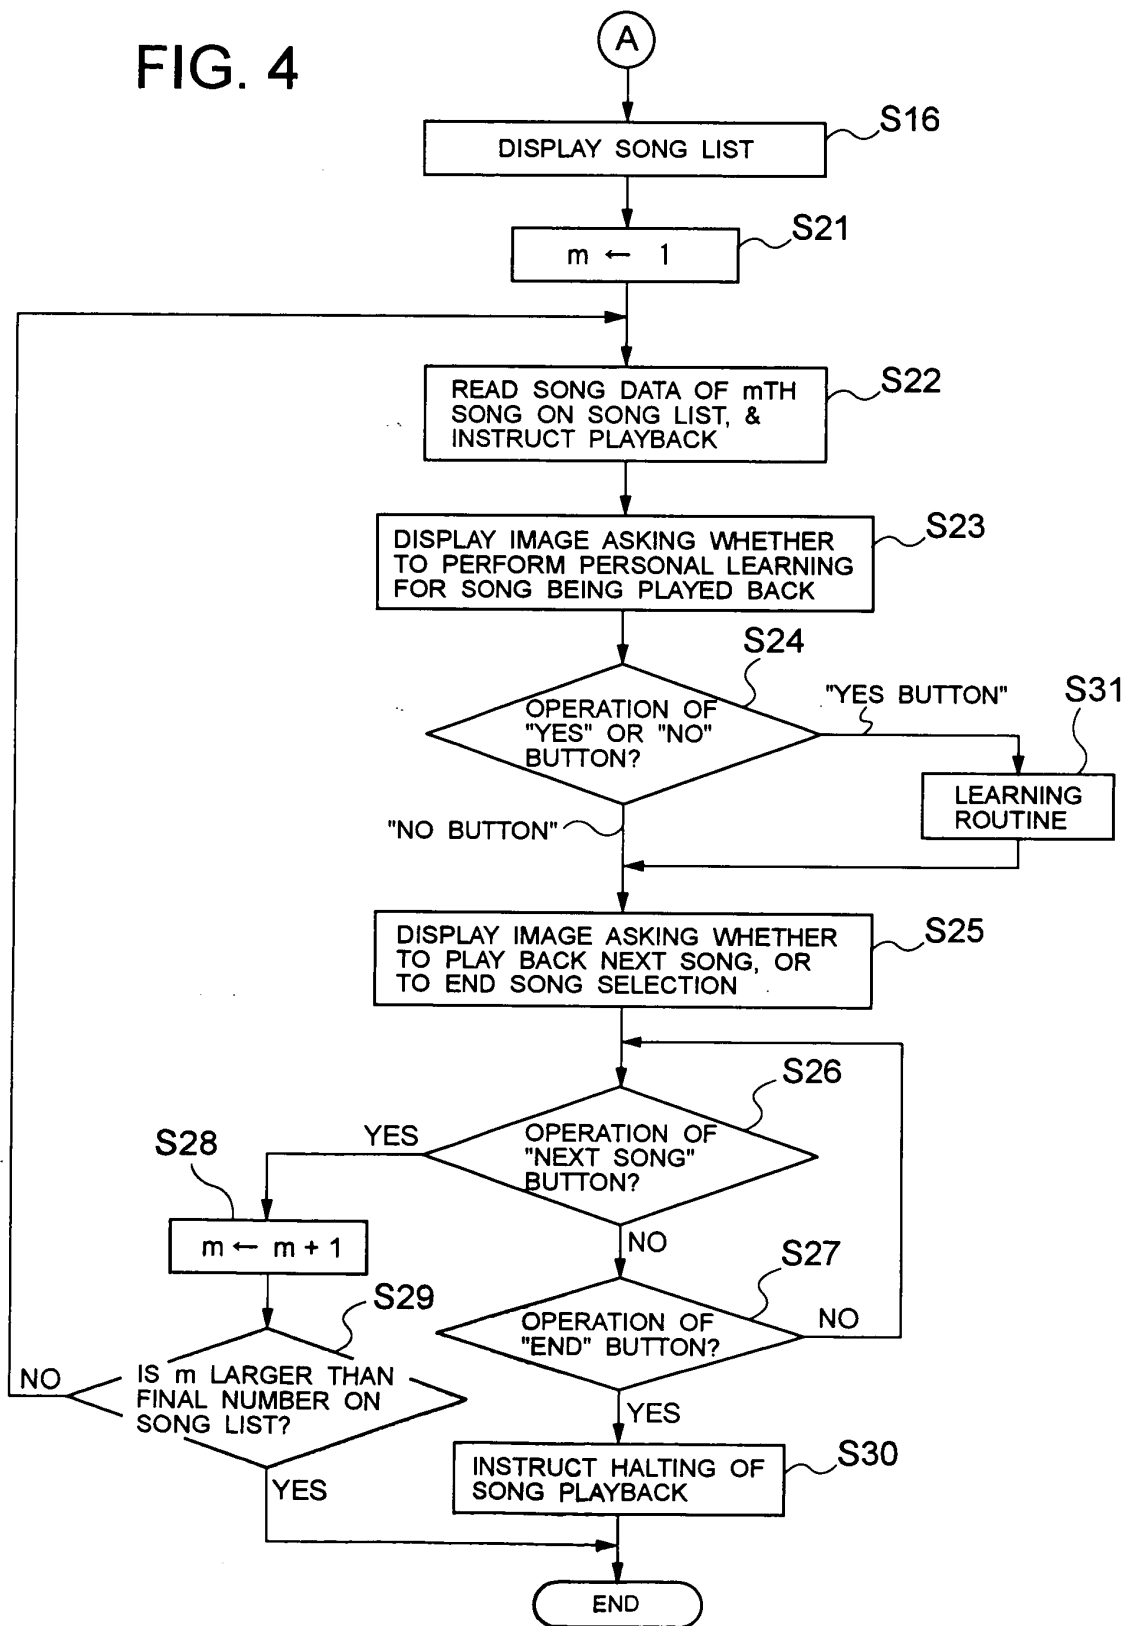 FIG. 4
A
S16
DISPLAY SONG LIST
S21
m ← 1
S22
READ SONG DATA OF mTH
SONG ON SONG LIST, &
INSTRUCT PLAYBACK
S23
DISPLAY IMAGE ASKING WHETHER
TO PERFORM PERSONAL LEARNING
FOR SONG BEING PLAYED BACK
S24
OPERATION OF
"YES" OR "NO"
BUTTON?
"YES BUTTON"
S31
LEARNING
ROUTINE
"NO BUTTON"
S25
DISPLAY IMAGE ASKING WHETHER
TO PLAY BACK NEXT SONG, OR
TO END SONG SELECTION
S26
OPERATION OF
"NEXT SONG"
BUTTON?
YES
S28
m ← m + 1
NO
S27
OPERATION OF
"END" BUTTON?
NO
S29
IS m LARGER THAN
FINAL NUMBER ON
SONG LIST?
NO
YES
YES
S30
INSTRUCT HALTING OF
SONG PLAYBACK
END